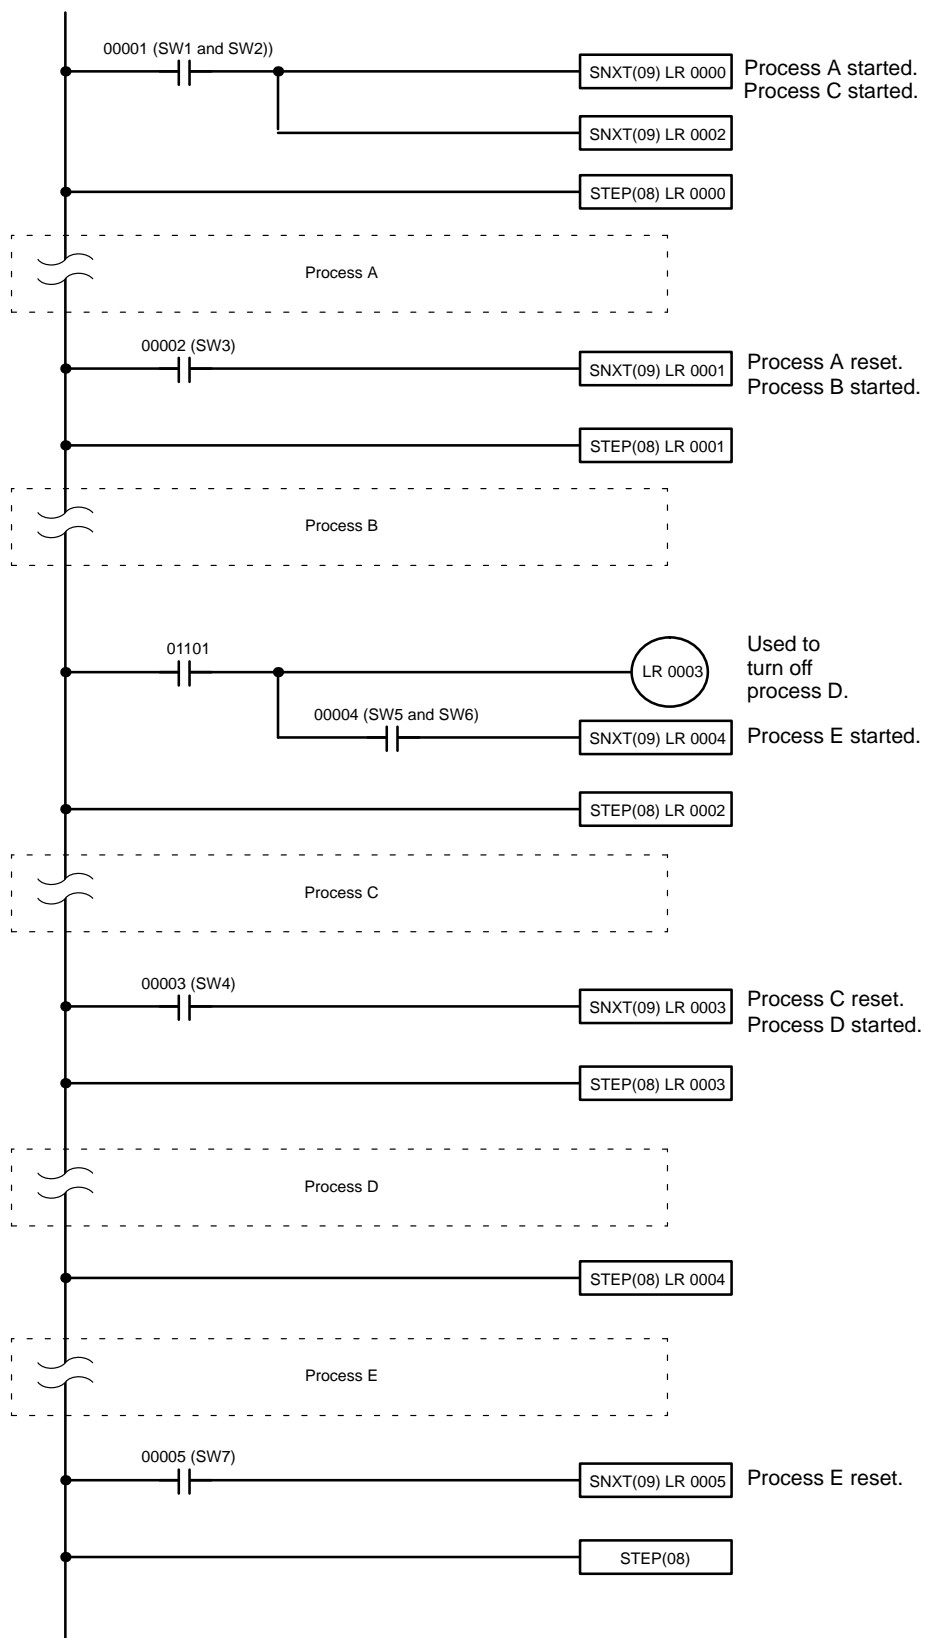 00001 (SW1 and SW2))
SNXT(09) LR 0000
Process A started.
Process C started.
SNXT(09) LR 0002
STEP(08) LR 0000
Process A
00002 (SW3)
SNXT(09) LR 0001
Process A reset.
Process B started.
STEP(08) LR 0001
Process B
01101
LR 0003
Used to
turn off
process D.
00004 (SW5 and SW6)
SNXT(09) LR 0004
Process E started.
STEP(08) LR 0002
Process C
00003 (SW4)
SNXT(09) LR 0003
Process C reset.
Process D started.
STEP(08) LR 0003
Process D
STEP(08) LR 0004
Process E
00005 (SW7)
SNXT(09) LR 0005
Process E reset.
STEP(08)